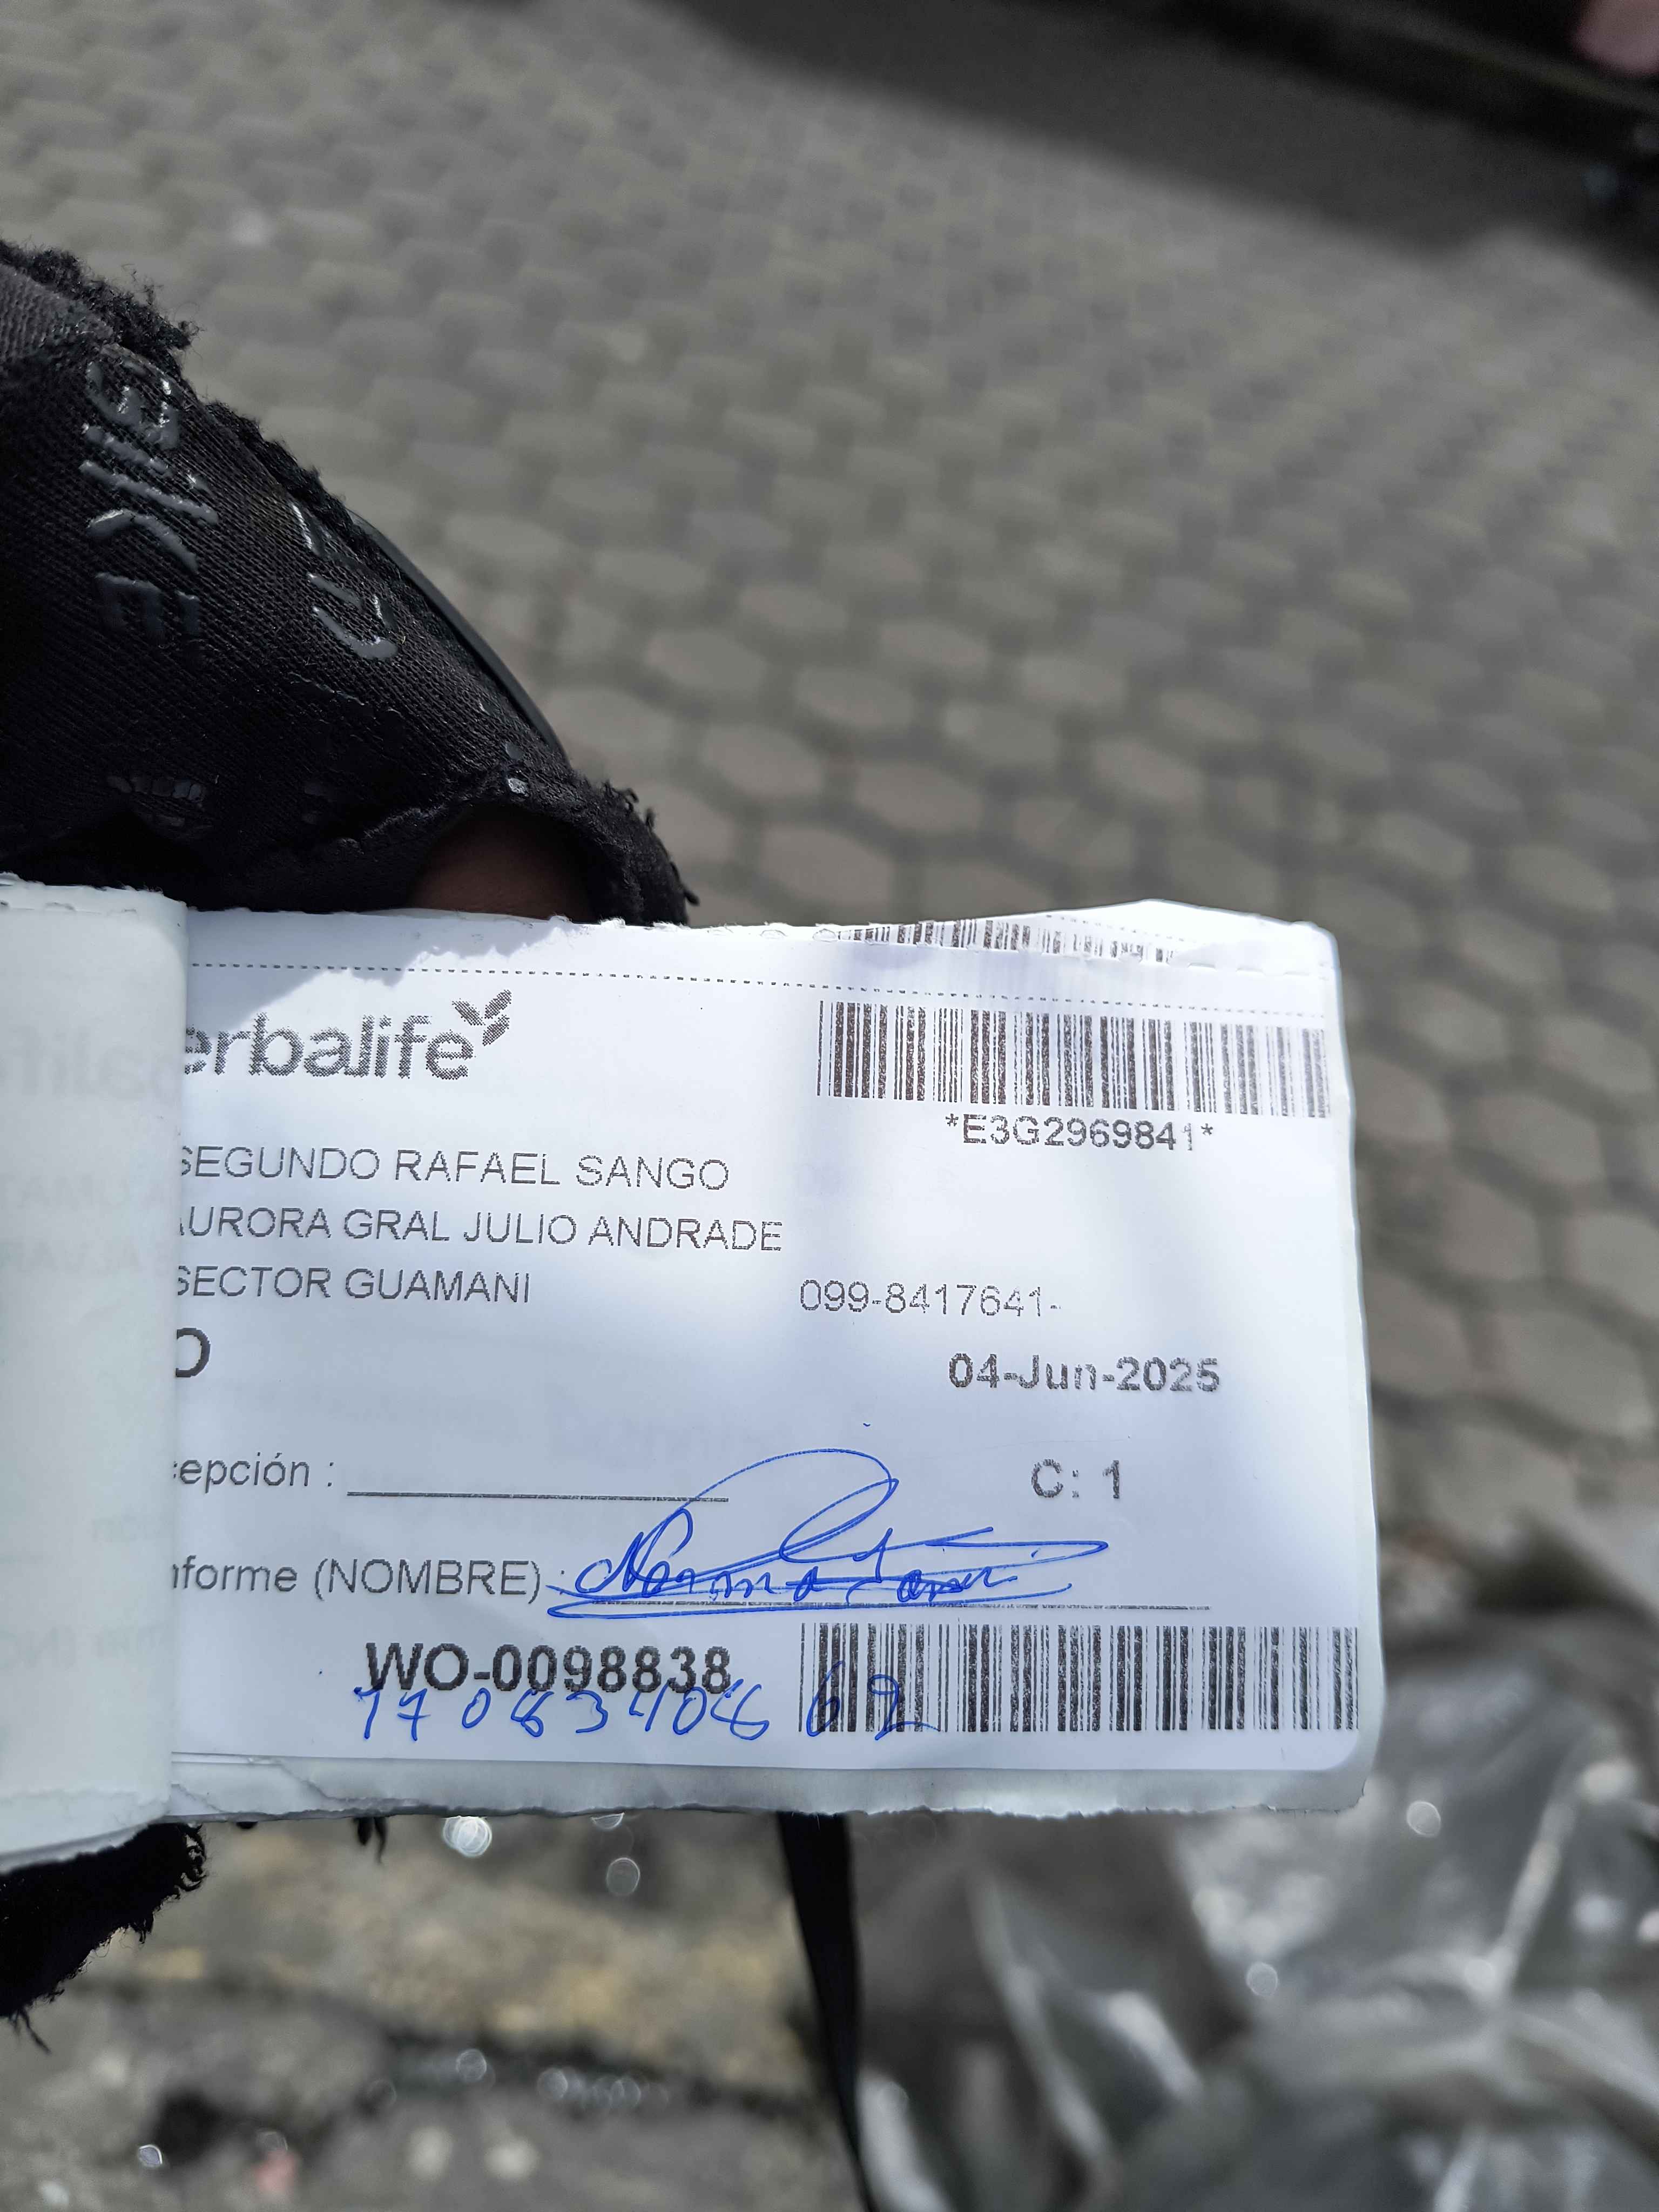 erbalife
*E3G2969841*
SEGUNDO RAFAEL SANGO
AURORA GRAL JULIO ANDRADE
SECTOR GUAMANI
099-8417641-
O
04-Jun-2025
cepción :
C: 1
nforme (NOMBRE) :
Norma
WO-0098838